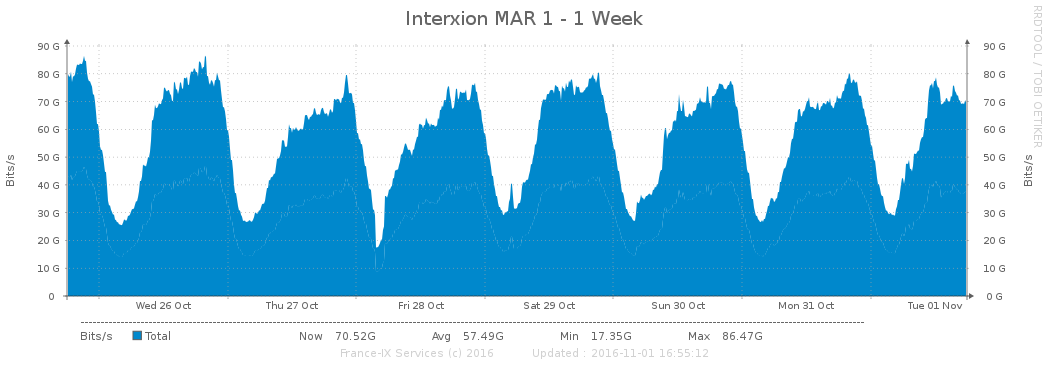 Interxion MAR 1 - 1 Week
RRDTOOL / TOBI OETIKER
Bits/s
90 G
80 G
70 G
60 G
50 G
40 G
30 G
20 G
10 G
0
90 G
80 G
70 G
60 G
50 G
40 G
30 G
20 G
10 G
0 G
Bits/s
Wed 26 Oct Thu 27 Oct Fri 28 Oct Sat 29 Oct Sun 30 Oct Mon 31 Oct Tue 01 Nov
Bits/s Total Now 70.52G Avg 57.49G Min 17.35G Max 86.47G
France-IX Services (c) 2016 Updated : 2016-11-01 16:55:12